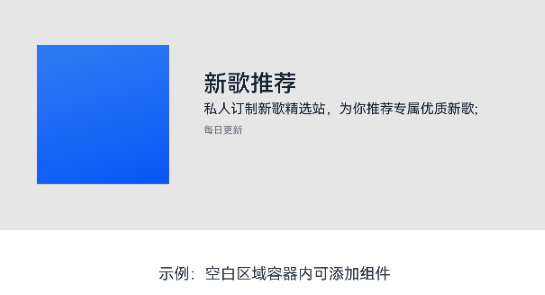 新歌推荐
私人订制新歌精选站，为你推荐专属优质新歌;
每日更新
示例：空白区域容器内可添加组件